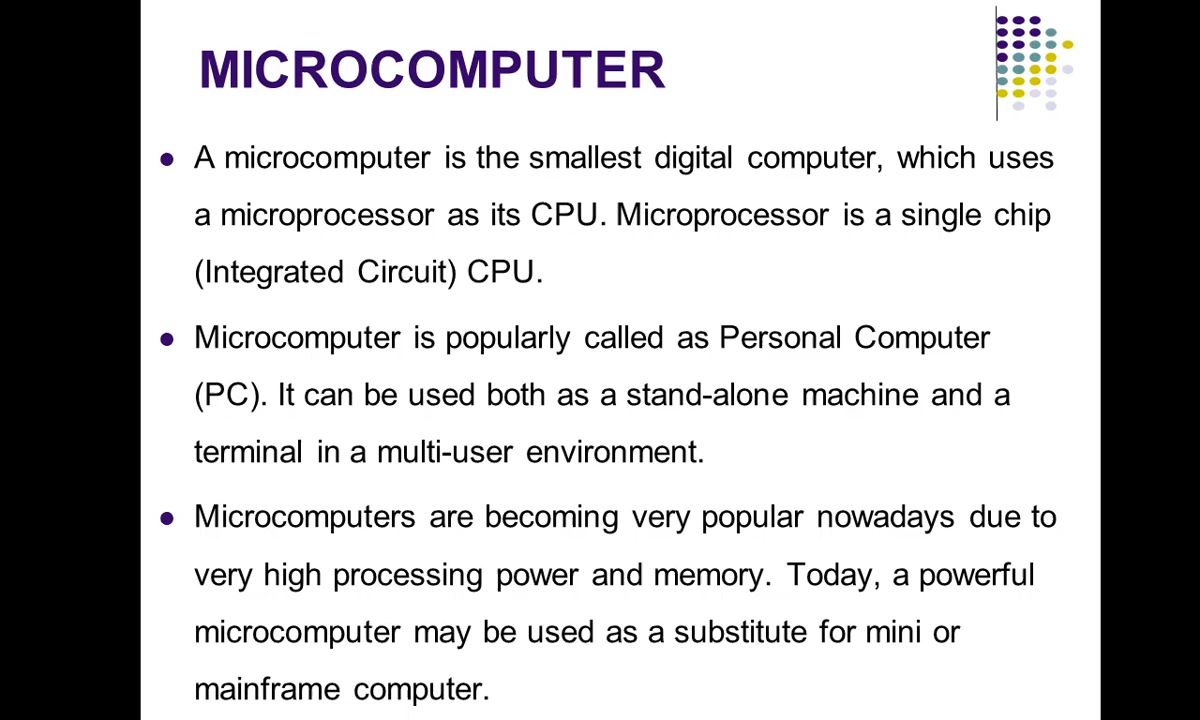 MICROCOMPUTER
● A microcomputer is the smallest digital computer, which uses
a microprocessor as its CPU. Microprocessor is a single chip
(Integrated Circuit) CPU.
● Microcomputer is popularly called as Personal Computer
(PC). It can be used both as a stand-alone machine and a
terminal in a multi-user environment.
● Microcomputers are becoming very popular nowadays due to
very high processing power and memory. Today, a powerful
microcomputer may be used as a substitute for mini or
mainframe computer.